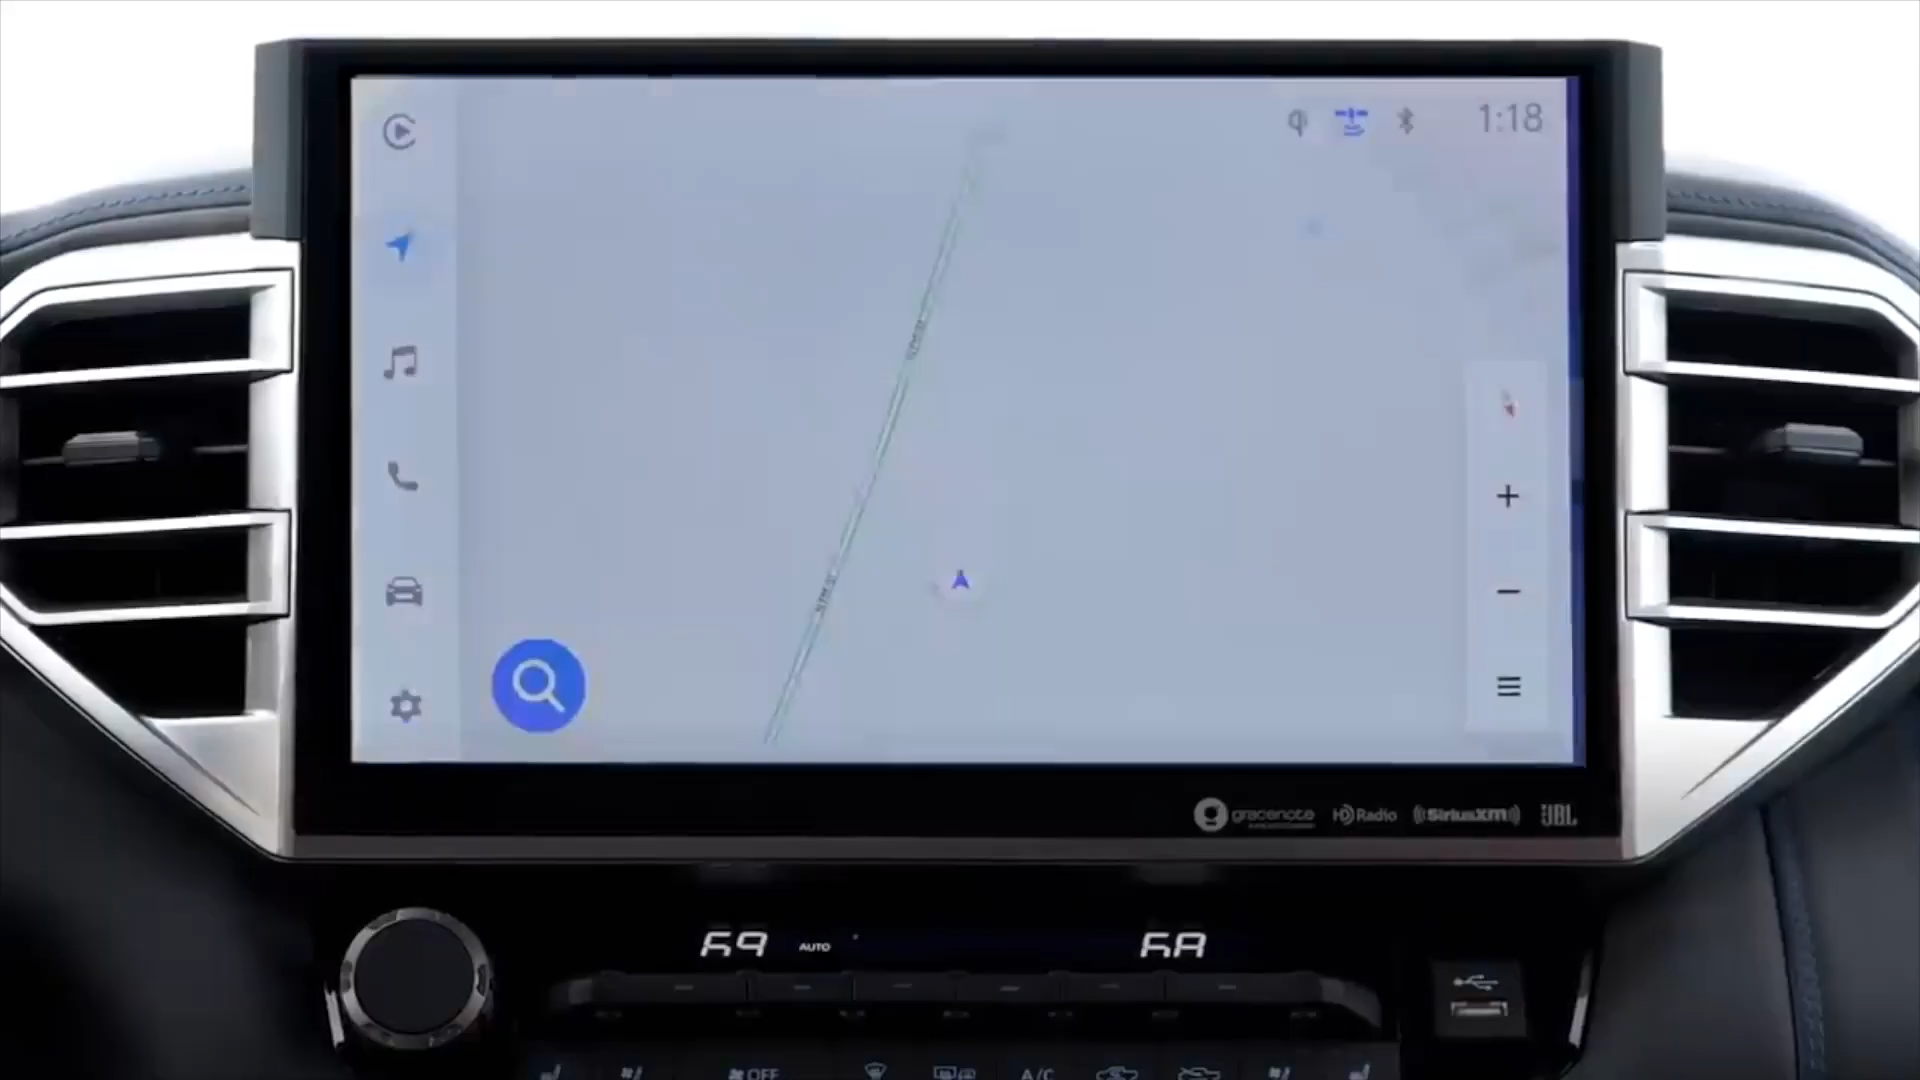 1:18
gracenote HD Radio ((SiriusXM)) JBL
69 AUTO 68
OFF A/C